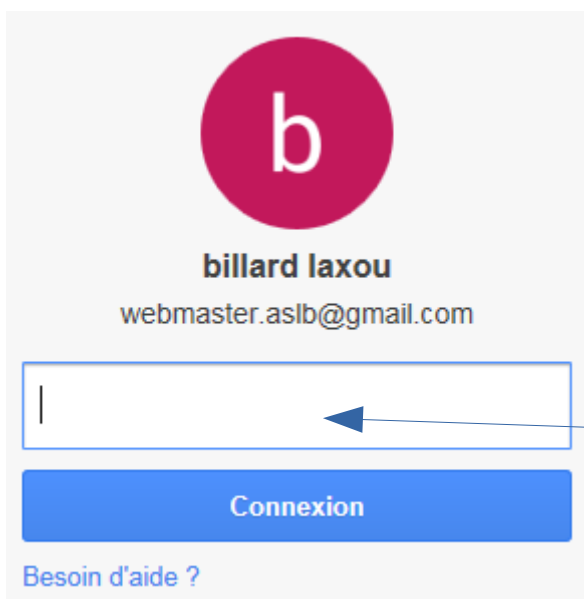 b
billard laxou
webmaster.aslb@gmail.com
Connexion
Besoin d'aide ?